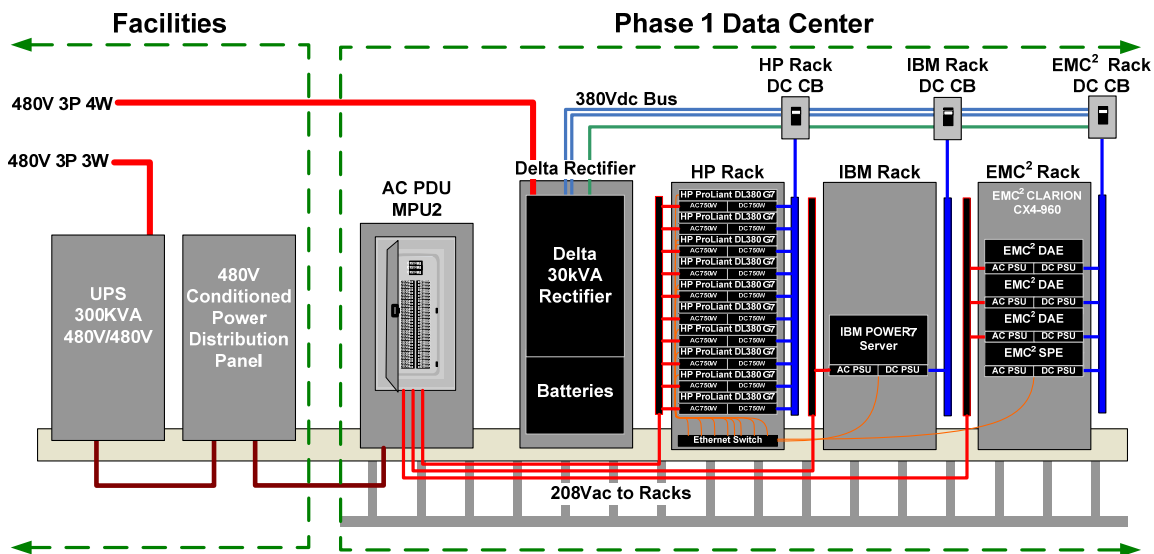 Facilities
Phase 1 Data Center
HP Rack
DC CB
IBM Rack
DC CB
EMC² Rack
DC CB
480V 3P 4W
380Vdc Bus
480V 3P 3W
Delta Rectifier
HP Rack
IBM Rack
EMC² Rack
AC PDU
MPU2
UPS
300KVA
480V/480V
480V
Conditioned
Power
Distribution
Panel
Delta
30kVA
Rectifier
Batteries
HP ProLiant DL380 G7
AC750W DC750W
HP ProLiant DL380 G7
AC750W DC750W
HP ProLiant DL380 G7
AC750W DC750W
HP ProLiant DL380 G7
AC750W DC750W
HP ProLiant DL380 G7
AC750W DC750W
HP ProLiant DL380 G7
AC750W DC750W
HP ProLiant DL380 G7
AC750W DC750W
HP ProLiant DL380 G7
AC750W DC750W
HP ProLiant DL380 G7
AC750W DC750W
HP ProLiant DL380 G7
AC750W DC750W
Ethernet Switch
IBM POWER7
Server
AC PSU DC PSU
EMC² CLARION
CX4-960
EMC² DAE
AC PSU DC PSU
EMC² DAE
AC PSU DC PSU
EMC² DAE
AC PSU DC PSU
EMC² SPE
AC PSU DC PSU
208Vac to Racks